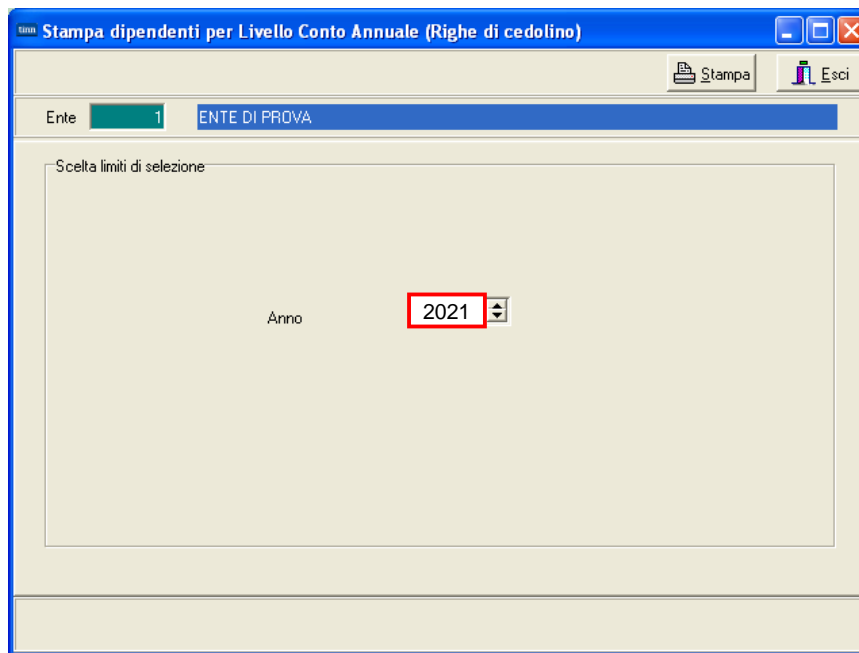 tinn Stampa dipendenti per Livello Conto Annuale (Righe di cedolino)
Stampa Esci
Ente 1 ENTE DI PROVA
Scelta limiti di selezione
Anno 2021